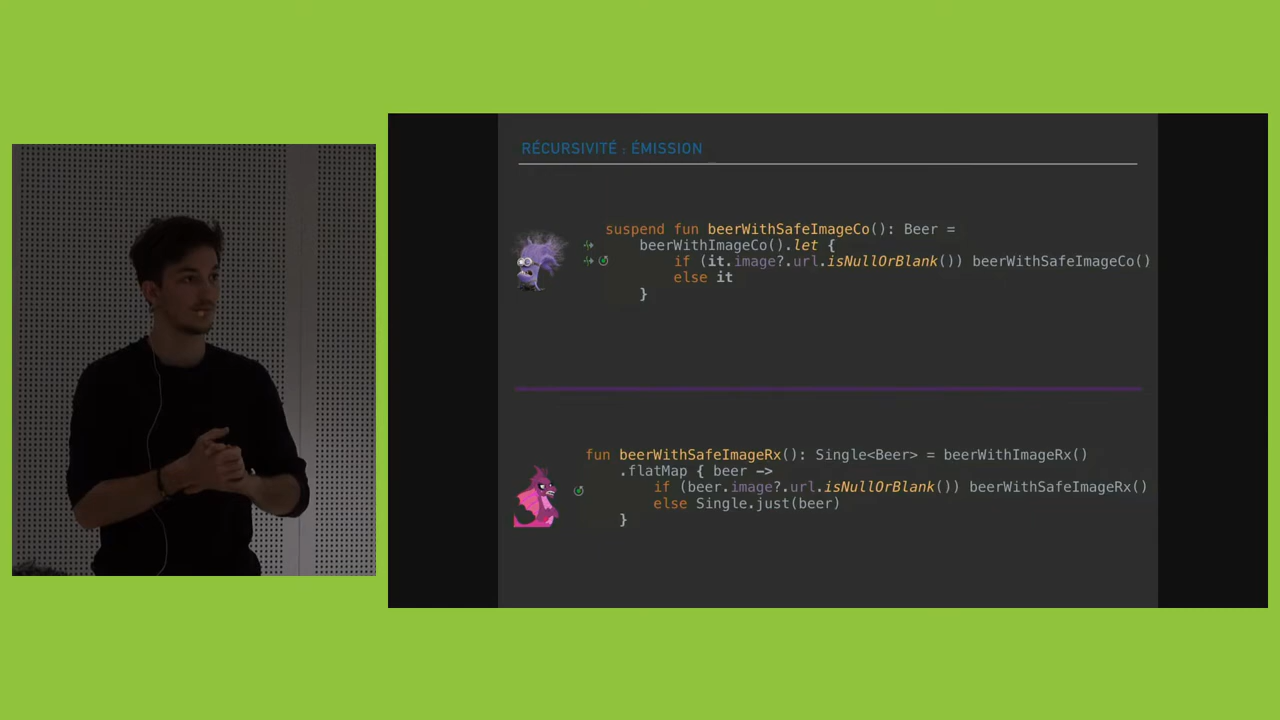 RÉCURSIVITÉ : ÉMISSION
suspend fun beerWithSafeImageCo(): Beer =
beerWithImageCo().let {
if (it.image?.url.isNullOrBlank()) beerWithSafeImageCo()
else it
}
fun beerWithSafeImageRx(): Single<Beer> = beerWithImageRx()
.flatMap { beer ->
if (beer.image?.url.isNullOrBlank()) beerWithSafeImageRx()
else Single.just(beer)
}